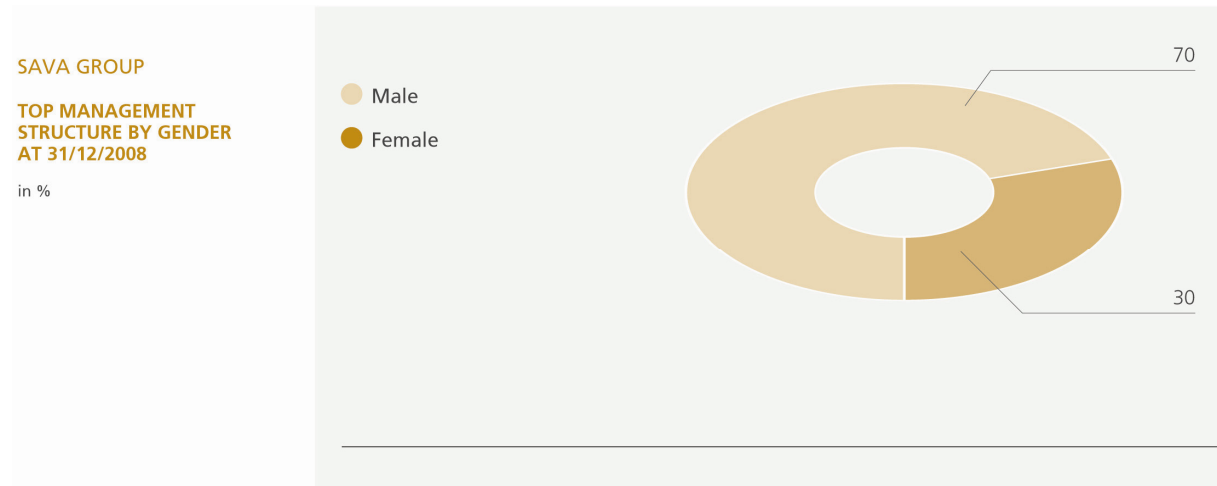 SAVA GROUP
TOP MANAGEMENT
STRUCTURE BY GENDER
AT 31/12/2008
in %
Male
Female
70
30